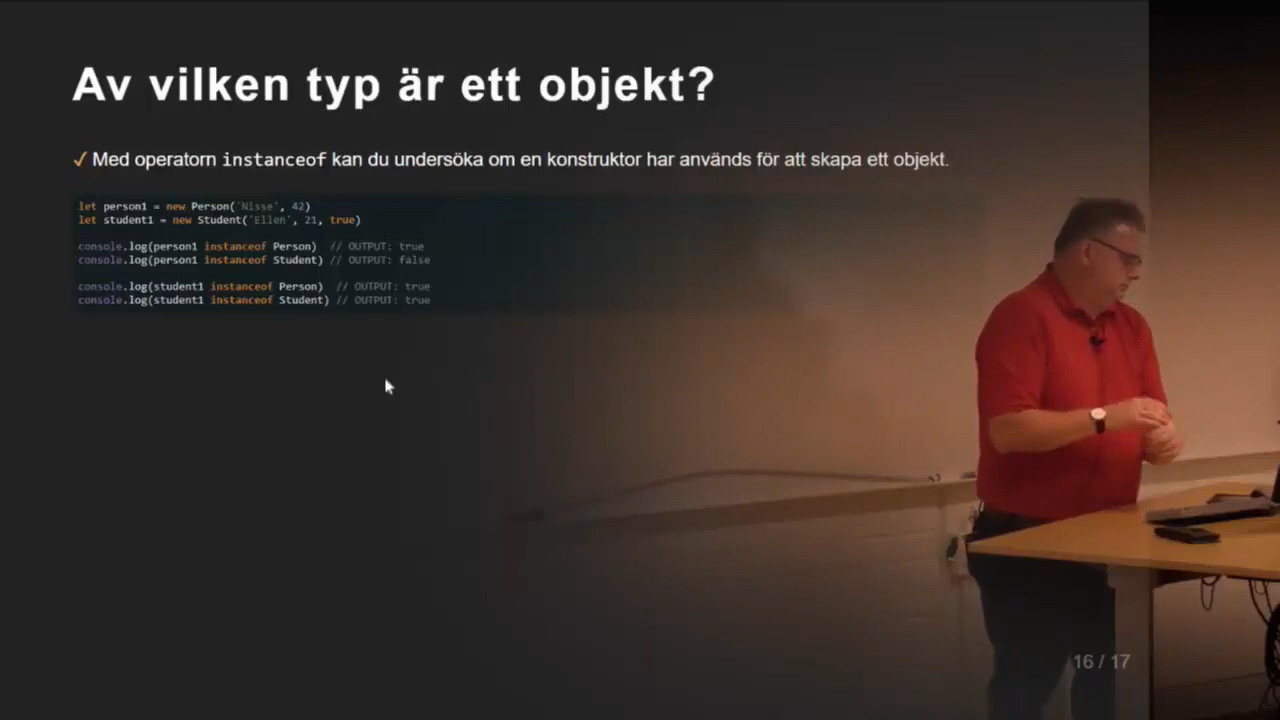 Av vilken typ är ett objekt?
✓ Med operatorn instanceof kan du undersöka om en konstruktor har används för att skapa ett objekt.
let person1 = new Person('Nisse', 42)
let student1 = new Student('Ellen', 21, true)
console.log(person1 instanceof Person) // OUTPUT: true
console.log(person1 instanceof Student) // OUTPUT: false
console.log(student1 instanceof Person) // OUTPUT: true
console.log(student1 instanceof Student) // OUTPUT: true
16 / 17